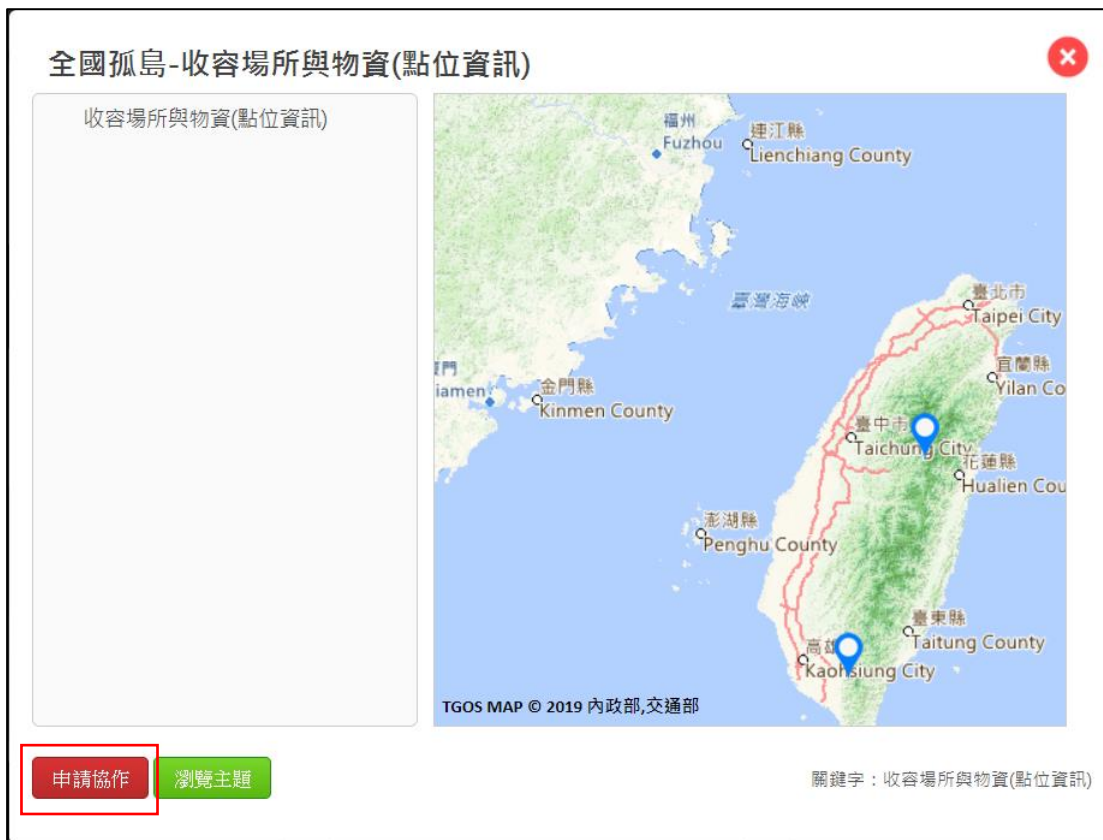 全國孤島-收容場所與物資(點位資訊)
收容場所與物資(點位資訊)
福州
Fuzhou
連江縣
Lienchiang County
臺灣海峽
臺北市
Taipei City
宜蘭縣
Yilan Co
門
iamen
金門縣
Kinmen County
臺中市
Taichung City
花蓮縣
Hualien Cou
澎湖縣
Penghu County
臺東縣
Taitung County
高雄
Kaohsiung City
TGOS MAP © 2019 內政部,交通部
申請協作
瀏覽主題
關鍵字：收容場所與物資(點位資訊)